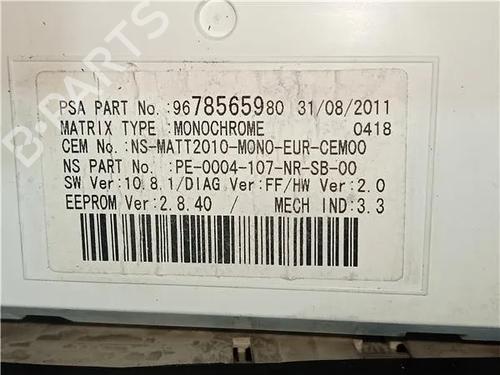 PSA PART No. :9678565980 31/08/2011
MATRIX TYPE :MONOCHROME 0418
CEM No. :NS-MATT2010-MONO-EUR-CEM00
NS PART No. :PE-0004-107-NR-SB-00
SW Ver:10.8.1/DIAG Ver:FF/HW Ver:2.0
EEPROM Ver:2.8.40 / MECH IND:3.3
B-PARTS